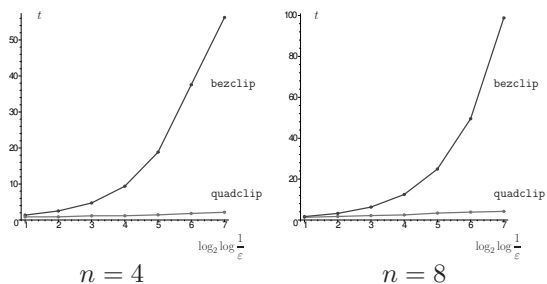 t
50
40
30
20
10
0
bezclip
quadclip
1 2 3 4 5 6 7
log₂ log 1/ε
n = 4
t
100
80
60
40
20
0
bezclip
quadclip
1 2 3 4 5 6 7
log₂ log 1/ε
n = 8